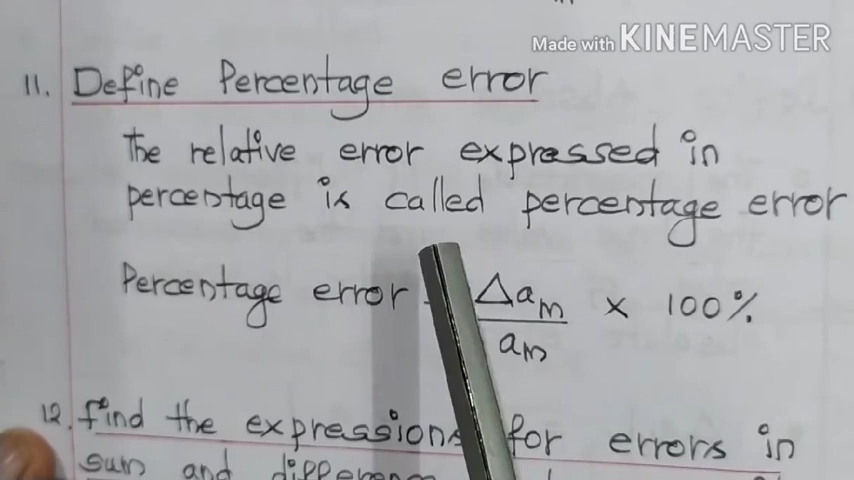 Made with KINEMASTER
11. Define Percentage error
The relative error expressed in
percentage is called percentage error
Percentage error = Δaₘ/aₘ × 100%
12. find the expressions for errors in
sum and difference